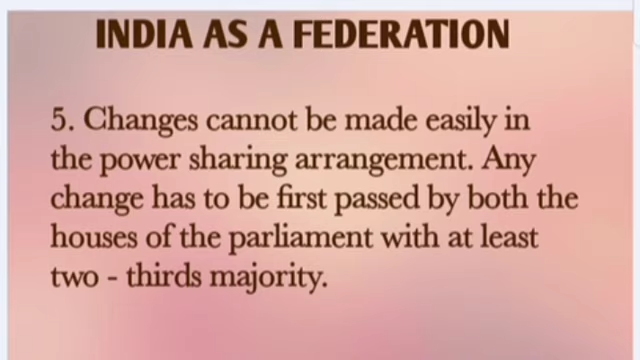 INDIA AS A FEDERATION
5. Changes cannot be made easily in
the power sharing arrangement. Any
change has to be first passed by both the
houses of the parliament with at least
two - thirds majority.